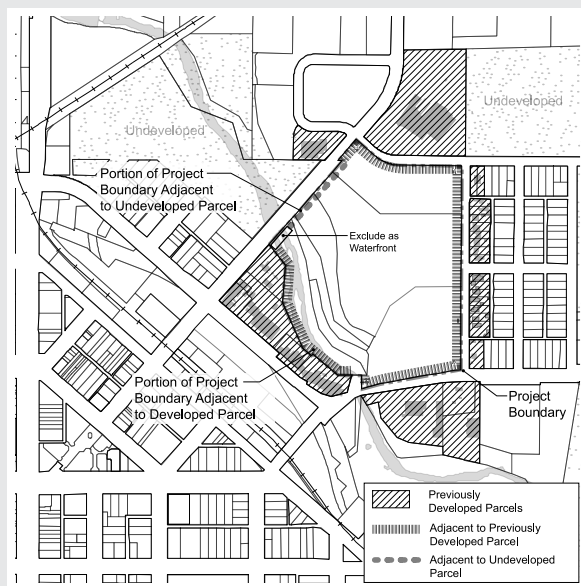 Undeveloped
Undeveloped
Portion of Project
Boundary Adjacent
to Undeveloped Parcel
Exclude as
Waterfront
Portion of Project
Boundary Adjacent
to Developed Parcel
Project
Boundary
Previously
Developed Parcels
Adjacent to Previously
Developed Parcel
Adjacent to Undeveloped
Parcel